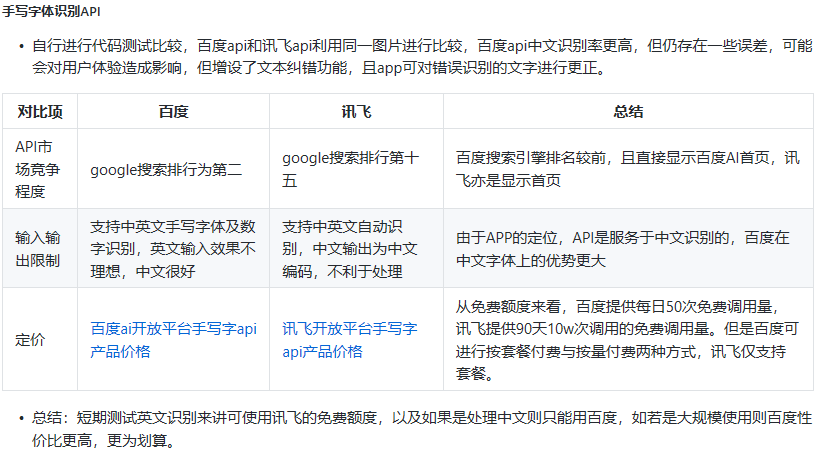 手写字体识别API
• 自行进行代码测试比较，百度api和讯飞api利用同一图片进行比较，百度api中文识别率更高，但仍存在一些误差，可能
会对用户体验造成影响，但增设了文本纠错功能，且app可对错误识别的文字进行更正。
对比项 百度 讯飞 总结
API市
场竞争
程度
google搜索排行为第二
google搜索排行第十
五
百度搜索引擎排名较前，且直接显示百度AI首页，讯
飞亦是显示首页
输入输
出限制
支持中英文手写字体及数
字识别，英文输入效果不
理想，中文很好
支持中英文自动识
别，中文输出为中文
编码，不利于处理
由于APP的定位，API是服务于中文识别的，百度在
中文字体上的优势更大
定价
百度ai开放平台手写字api
产品价格
讯飞开放平台手写字
api产品价格
从免费额度来看，百度提供每日50次免费调用量，
讯飞提供90天10w次调用的免费调用量。但是百度可
进行按套餐付费与按量付费两种方式，讯飞仅支持
套餐。
• 总结：短期测试英文识别来讲可使用讯飞的免费额度，以及如果是处理中文则只能用百度，如若是大规模使用则百度性
价比更高，更为划算。